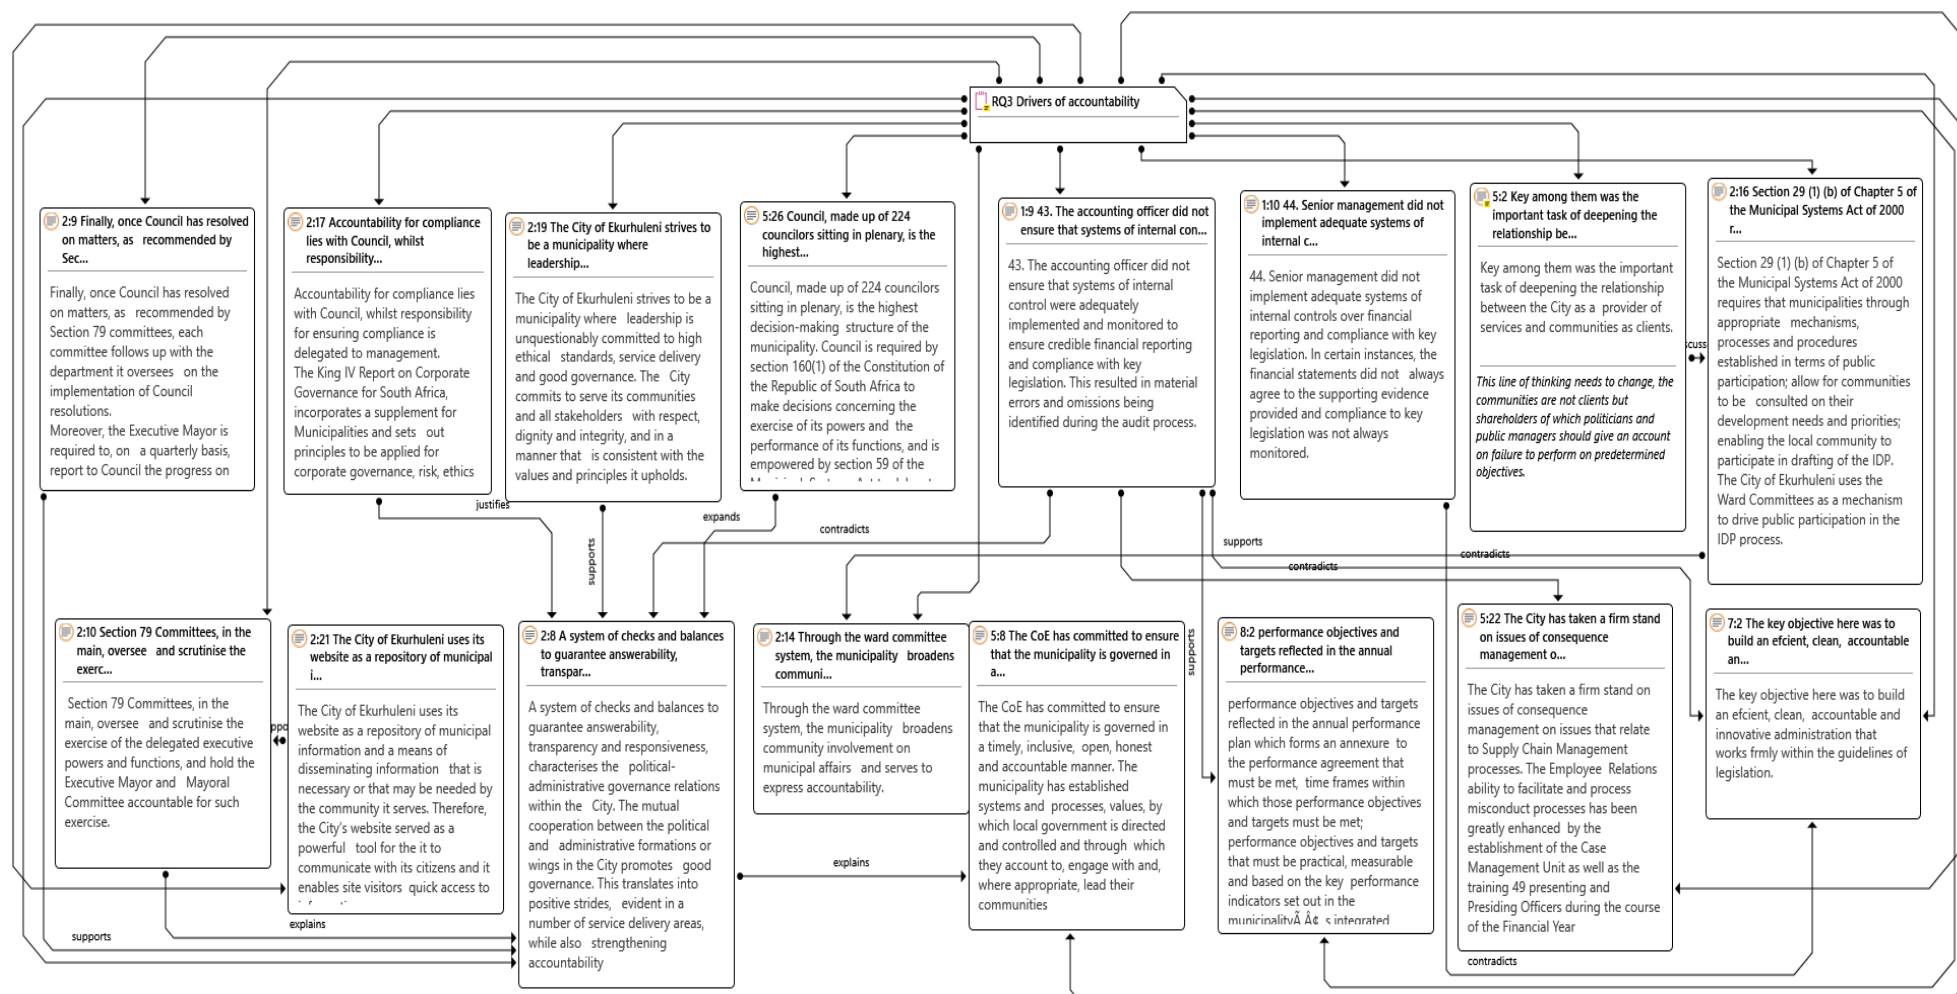 RQ3 Drivers of accountability
2:9 Finally, once Council has resolved
on matters, as recommended by
Sec...
Finally, once Council has resolved
on matters, as recommended by
Section 79 committees, each
committee follows up with the
department it oversees on the
implementation of Council
resolutions.
Moreover, the Executive Mayor is
required to, on a quarterly basis,
report to Council the progress on
2:17 Accountability for compliance
lies with Council, whilst
responsibility...
Accountability for compliance lies
with Council, whilst responsibility
for ensuring compliance is
delegated to management.
The King IV Report on Corporate
Governance for South Africa,
incorporates a supplement for
Municipalities and sets out
principles to be applied for
corporate governance, risk, ethics
2:19 The City of Ekurhuleni strives to
be a municipality where
leadership...
The City of Ekurhuleni strives to be a
municipality where leadership is
unquestionably committed to high
ethical standards, service delivery
and good governance. The City
commits to serve its communities
and all stakeholders with respect,
dignity and integrity, and in a
manner that is consistent with the
values and principles it upholds.
5:26 Council, made up of 224
councilors sitting in plenary, is the
highest...
Council, made up of 224 councilors
sitting in plenary, is the highest
decision-making structure of the
municipality. Council is required by
section 160(1) of the Constitution of
the Republic of South Africa to
make decisions concerning the
exercise of its powers and the
performance of its functions, and is
empowered by section 59 of the
1:9 43. The accounting officer did not
ensure that systems of internal con...
43. The accounting officer did not
ensure that systems of internal
control were adequately
implemented and monitored to
ensure credible financial reporting
and compliance with key
legislation. This resulted in material
errors and omissions being
identified during the audit process.
1:10 44. Senior management did not
implement adequate systems of
internal c...
44. Senior management did not
implement adequate systems of
internal controls over financial
reporting and compliance with key
legislation. In certain instances, the
financial statements did not always
agree to the supporting evidence
provided and compliance to key
legislation was not always
monitored.
5:2 Key among them was the
important task of deepening the
relationship be...
Key among them was the important
task of deepening the relationship
between the City as a provider of
services and communities as clients.
This line of thinking needs to change, the
communities are not clients but
shareholders of which politicians and
public managers should give an account
on failure to perform on predetermined
objectives.
cuss
2:16 Section 29 (1) (b) of Chapter 5 of
the Municipal Systems Act of 2000
r...
Section 29 (1) (b) of Chapter 5 of
the Municipal Systems Act of 2000
requires that municipalities through
appropriate mechanisms,
processes and procedures
established in terms of public
participation; allow for communities
to be consulted on their
development needs and priorities;
enabling the local community to
participate in drafting of the IDP.
The City of Ekurhuleni uses the
Ward Committees as a mechanism
to drive public participation in the
IDP process.
justifies
supports
expands
contradicts
supports
contradicts
contradicts
supports
2:10 Section 79 Committees, in the
main, oversee and scrutinise the
exerc...
Section 79 Committees, in the
main, oversee and scrutinise the
exercise of the delegated executive
powers and functions, and hold the
Executive Mayor and Mayoral
Committee accountable for such
exercise.
ppo
2:21 The City of Ekurhuleni uses its
website as a repository of municipal
i...
The City of Ekurhuleni uses its
website as a repository of municipal
information and a means of
disseminating information that is
necessary or that may be needed by
the community it serves. Therefore,
the City's website served as a
powerful tool for the it to
communicate with its citizens and it
enables site visitors quick access to
2:8 A system of checks and balances
to guarantee answerability,
transpar...
A system of checks and balances to
guarantee answerability,
transparency and responsiveness,
characterises the political-
administrative governance relations
within the City. The mutual
cooperation between the political
and administrative formations or
wings in the City promotes good
governance. This translates into
positive strides, evident in a
number of service delivery areas,
while also strengthening
accountability
2:14 Through the ward committee
system, the municipality broadens
communi...
Through the ward committee
system, the municipality broadens
community involvement on
municipal affairs and serves to
express accountability.
explains
5:8 The CoE has committed to ensure
that the municipality is governed in
a...
The CoE has committed to ensure
that the municipality is governed in
a timely, inclusive, open, honest
and accountable manner. The
municipality has established
systems and processes, values, by
which local government is directed
and controlled and through which
they account to, engage with and,
where appropriate, lead their
communities
8:2 performance objectives and
targets reflected in the annual
performance...
performance objectives and targets
reflected in the annual performance
plan which forms an annexure to
the performance agreement that
must be met, time frames within
which those performance objectives
and targets must be met;
performance objectives and targets
that must be practical, measurable
and based on the key performance
indicators set out in the
municipalityÃ Â¢ s integrated
5:22 The City has taken a firm stand
on issues of consequence
management o...
The City has taken a firm stand on
issues of consequence
management on issues that relate
to Supply Chain Management
processes. The Employee Relations
ability to facilitate and process
misconduct processes has been
greatly enhanced by the
establishment of the Case
Management Unit as well as the
training 49 presenting and
Presiding Officers during the course
of the Financial Year
7:2 The key objective here was to
build an efcient, clean, accountable
an...
The key objective here was to build
an efcient, clean, accountable and
innovative administration that
works frmly within the guidelines of
legislation.
explains
supports
contradicts